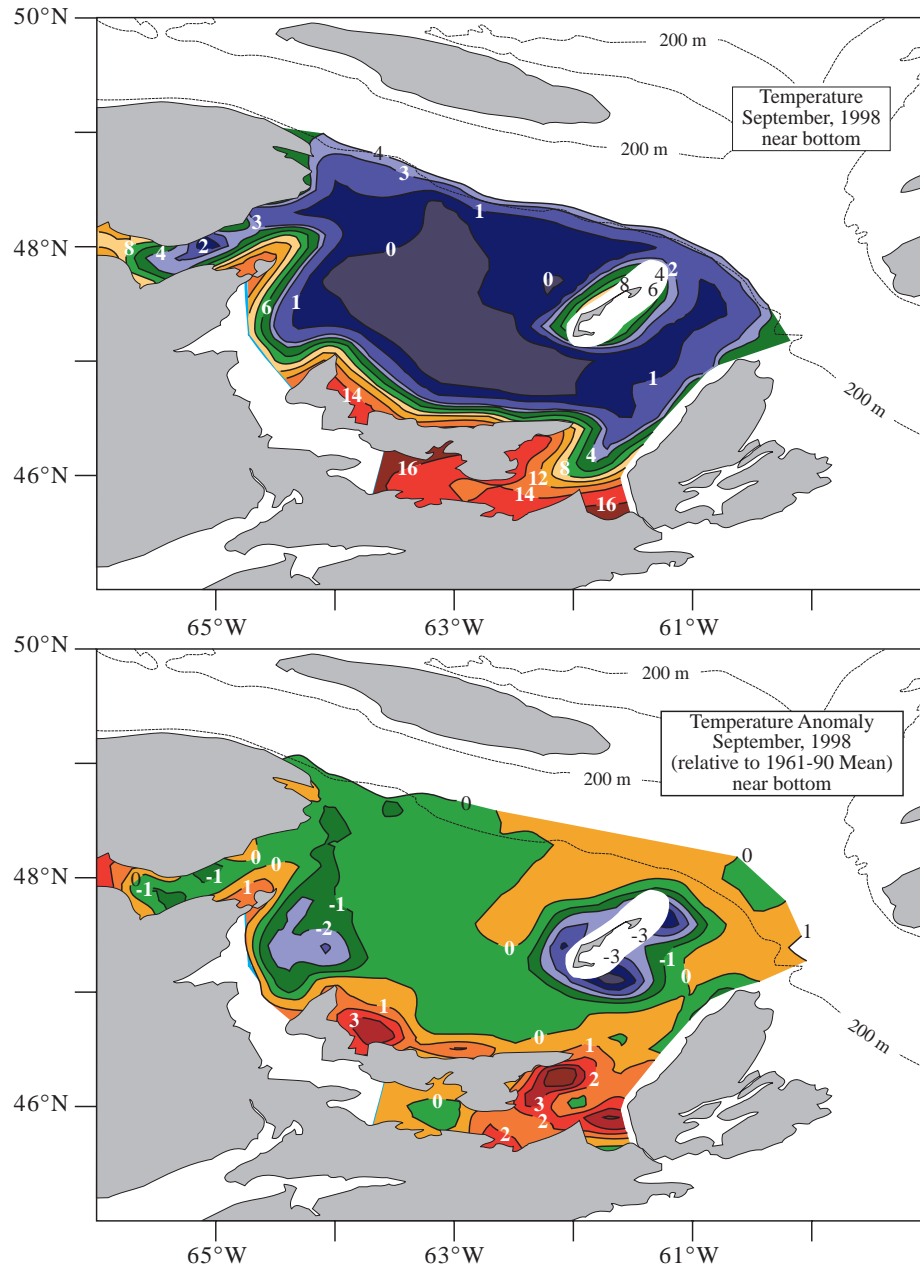 50°N
200 m
Temperature
September, 1998
near bottom
200 m
4
3
1
3
48°N
8
4
2
0
0
2
4
8
6
6
1
1
200 m
14
46°N
16
12
8
4
14
16
65°W
63°W
61°W
50°N
200 m
Temperature Anomaly
September, 1998
(relative to 1961-90 Mean)
near bottom
200 m
0
0
0
0
48°N
0
-1
-1
1
-1
-2
0
-3
-3
-1
0
1
200 m
1
3
0
1
2
46°N
0
3
2
2
65°W
63°W
61°W